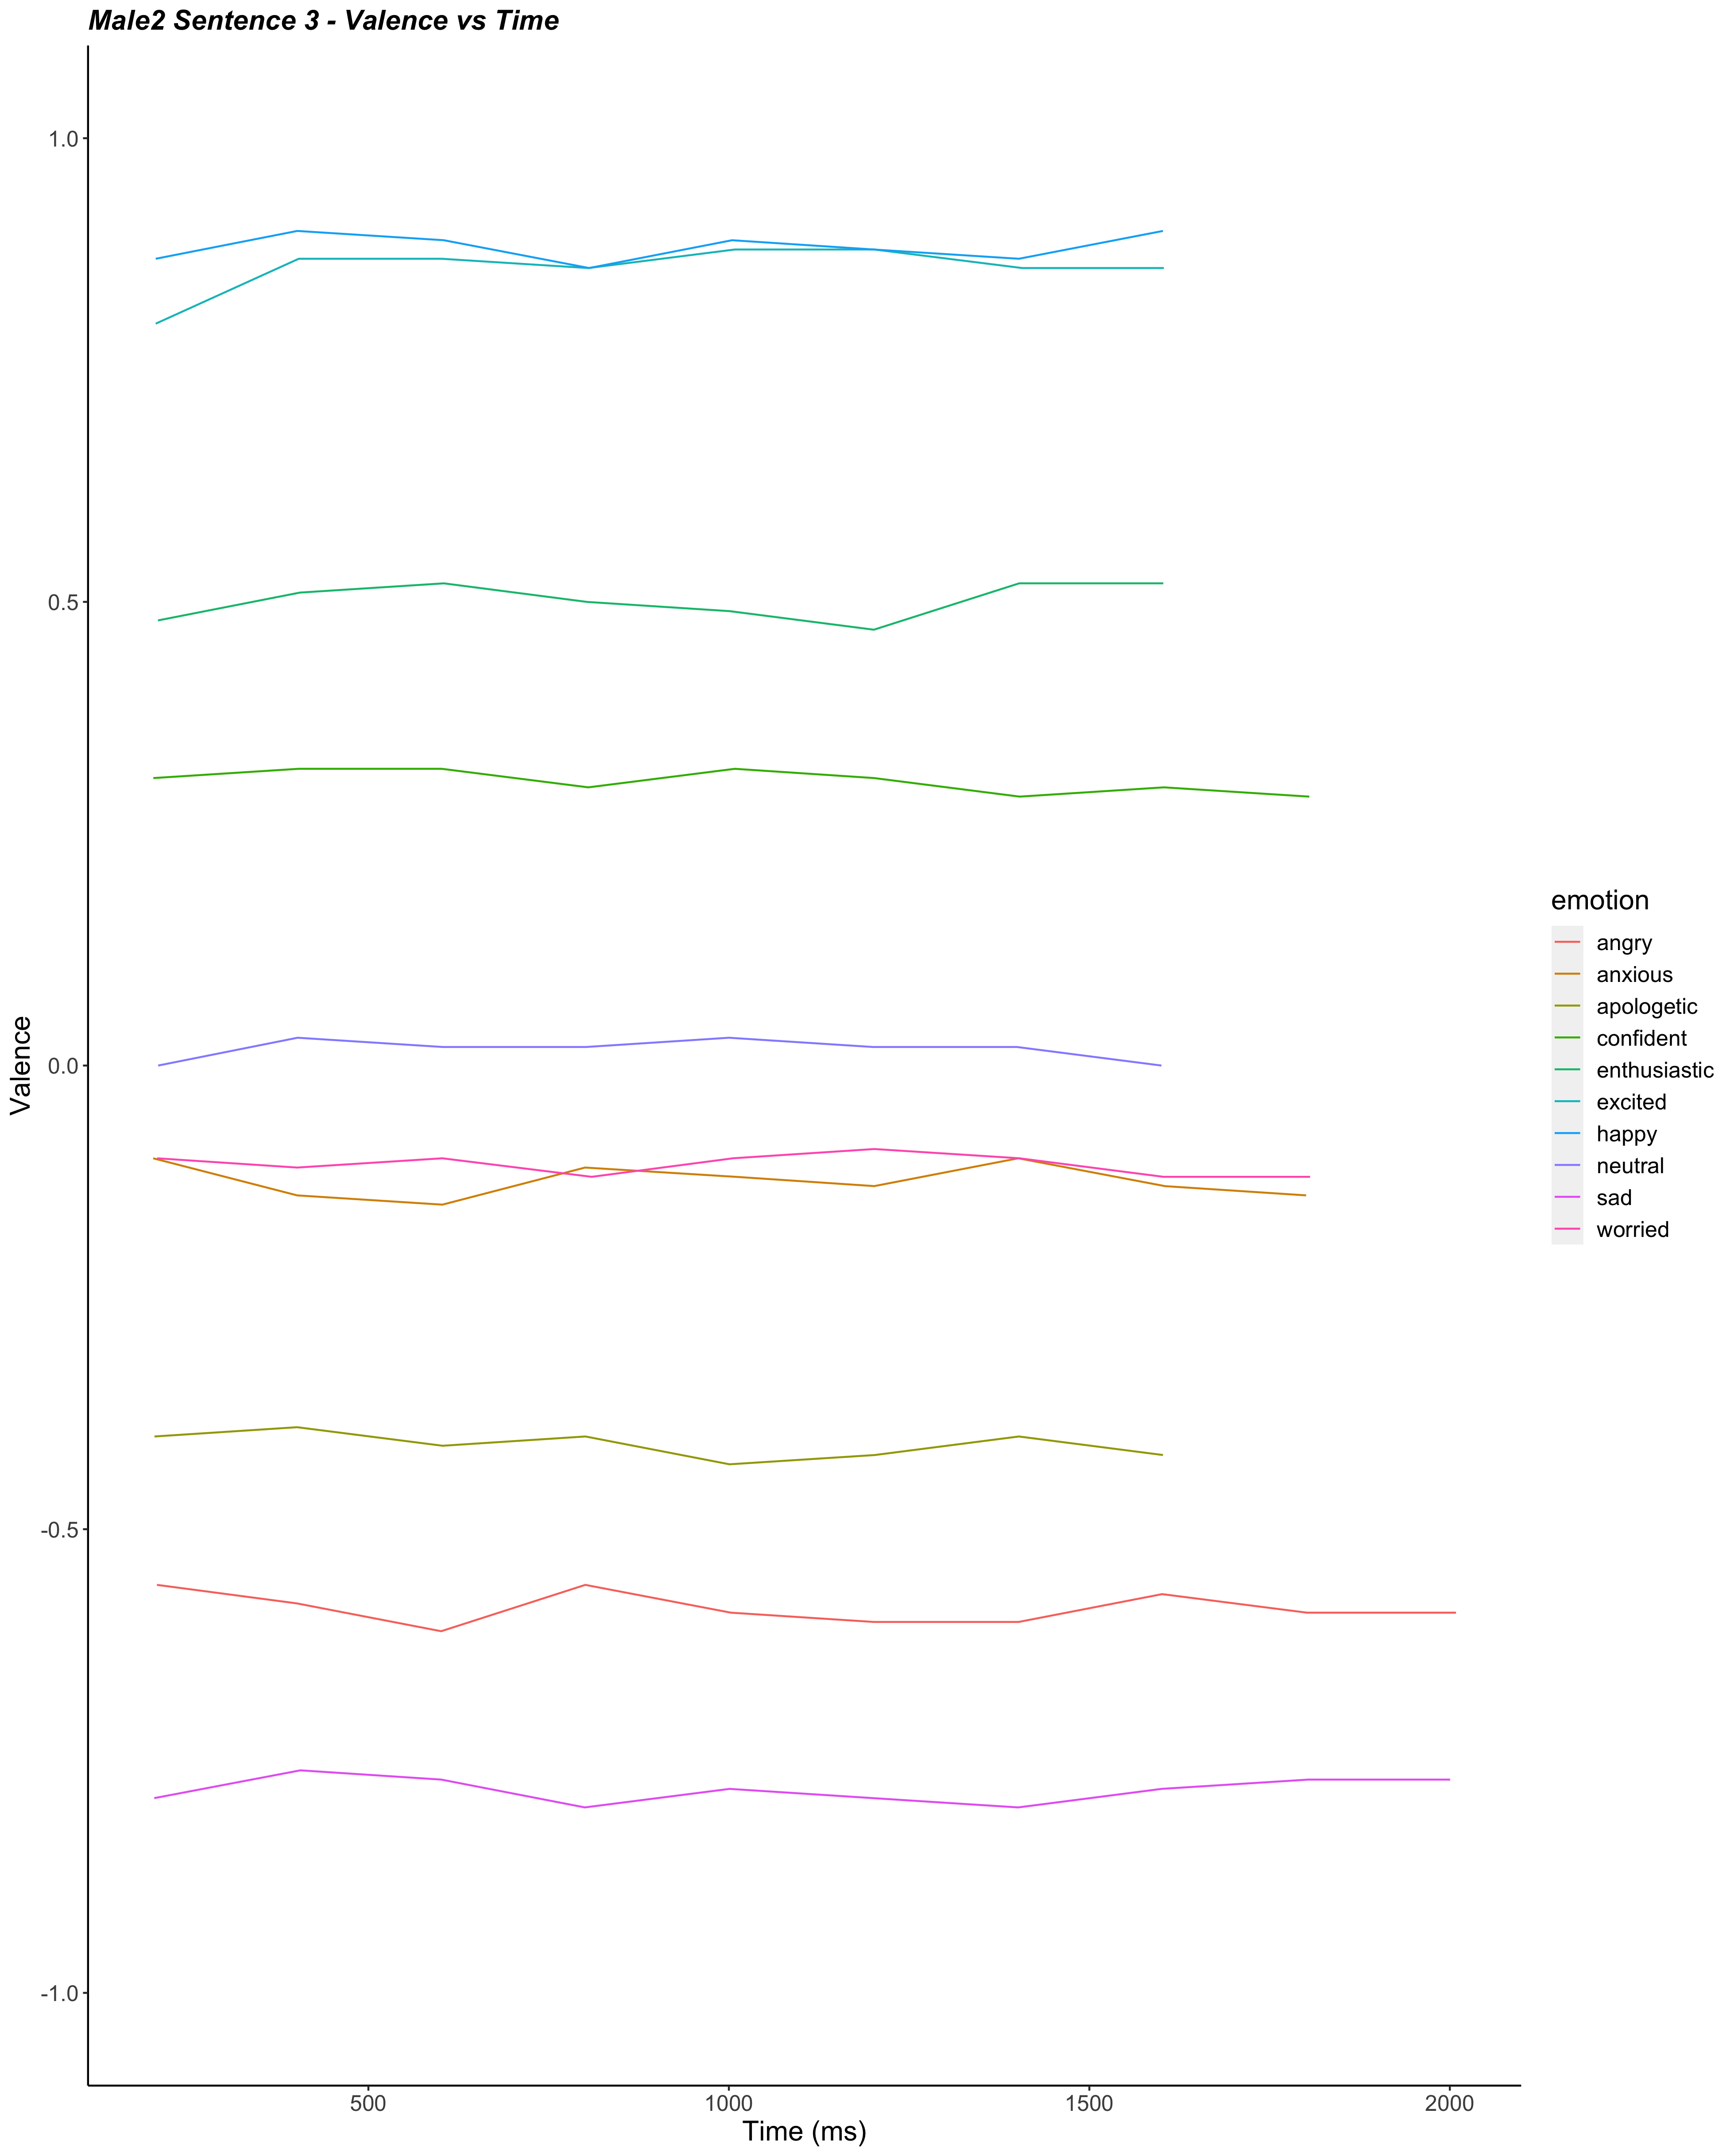 Male2 Sentence 3 - Valence vs Time
1.0
0.5
0.0
-0.5
-1.0
Valence
500 1000 1500 2000
Time (ms)
emotion
angry
anxious
apologetic
confident
enthusiastic
excited
happy
neutral
sad
worried